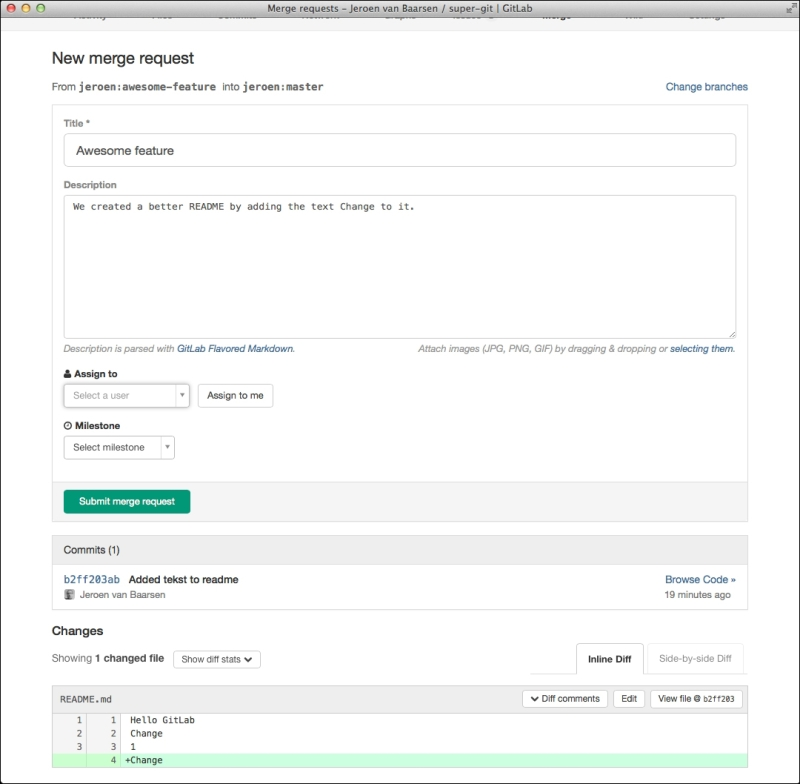 Merge requests – Jeroen van Baarsen / super-git | GitLab
New merge request
From jeroen:awesome-feature into jeroen:master
Change branches
Title *
Awesome feature
Description
We created a better README by adding the text Change to it.
Description is parsed with GitLab Flavored Markdown.
Attach images (JPG, PNG, GIF) by dragging & dropping or selecting them.
Assign to
Select a user
Assign to me
Milestone
Select milestone
Submit merge request
Commits (1)
b2ff203ab Added tekst to readme
Browse Code »
Jeroen van Baarsen
19 minutes ago
Changes
Showing 1 changed file
Show diff stats
Inline Diff
Side-by-side Diff
README.md
Diff comments
Edit
View file @ b2ff203
1 1 Hello GitLab
2 2 Change
3 3 1
4 +Change